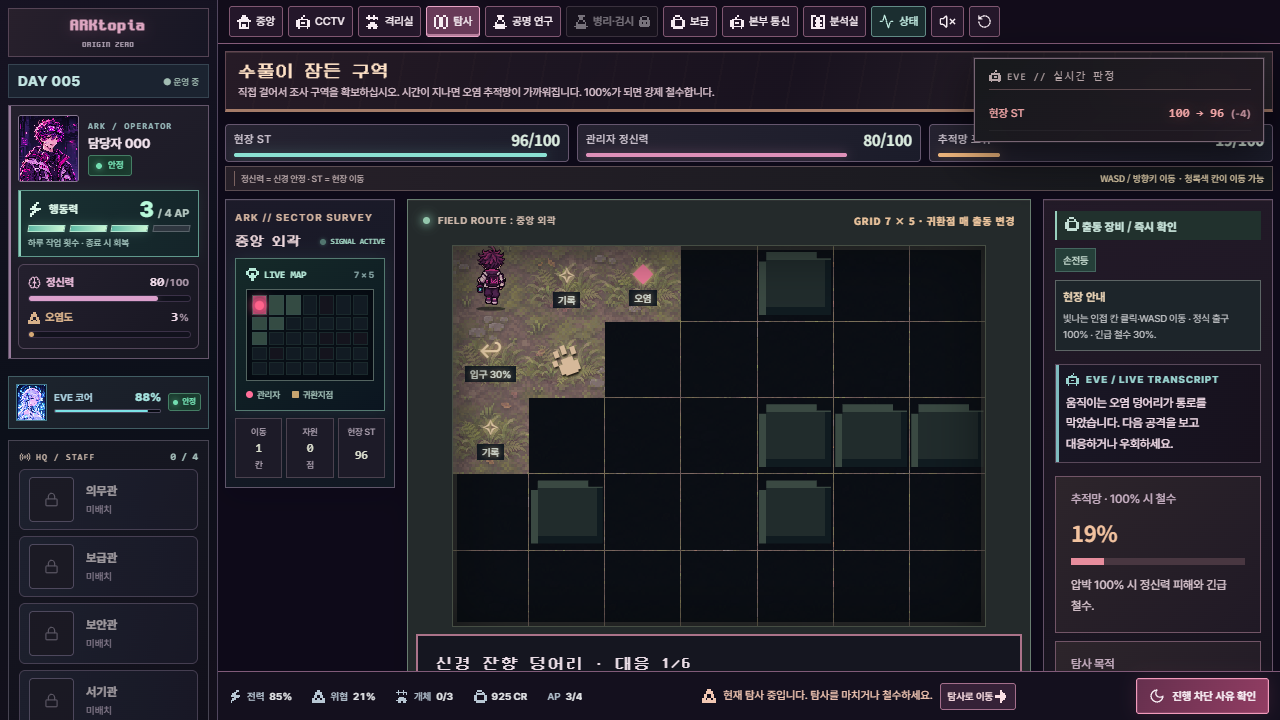 ARKtopia
ORIGIN ZERO
DAY 005
운영 중
ARK / OPERATOR
담당자 000
안정
행동력
3 / 4 AP
하루 작업 횟수 · 종료 시 회복
정신력
80/100
오염도
3%
EVE 코어
88%
안정
HQ / STAFF
0 / 4
의무관
미배치
보급관
미배치
보안관
미배치
서기관
미배치
중앙
CCTV
격리실
탐사
공명 연구
병리·검시
보급
본부 통신
분석실
상태
수풀이 잠든 구역
직접 걸어서 조사 구역을 확보하십시오. 시간이 지나면 오염 추적망이 가까워집니다. 100%가 되면 강제 철수합니다.
EVE // 실시간 판정
현장 ST
100 → 96 (-4)
현장 ST
96/100
관리자 정신력
80/100
추적망
19/100
정신력 = 신경 안정 · ST = 현장 이동
WASD / 방향키 이동 · 청록색 칸이 이동 가능
ARK // SECTOR SURVEY
중앙 외곽
SIGNAL ACTIVE
LIVE MAP
7×5
관리자
귀환지점
이동
1
칸
자원
0
점
현장 ST
96
FIELD ROUTE : 중앙 외곽
GRID 7 × 5 · 귀환점 매 출동 변경
기록
오염
입구 30%
기록
신경 잔향 덩어리 · 대응 1/6
출동 장비 / 즉시 확인
손전등
현장 안내
빛나는 인접 칸 클릭·WASD 이동 · 정식 출구
100% · 긴급 철수 30%.
EVE / LIVE TRANSCRIPT
움직이는 오염 덩어리가 통로를
막았습니다. 다음 공격을 보고
대응하거나 우회하세요.
추적망 · 100% 시 철수
19%
압박 100% 시 정신력 피해와 긴급
철수.
탐사 목적
전력 85%
위협 21%
개체 0/3
925 CR
AP 3/4
현재 탐사 중입니다. 탐사를 마치거나 철수하세요.
탐사로 이동
진행 차단 사유 확인